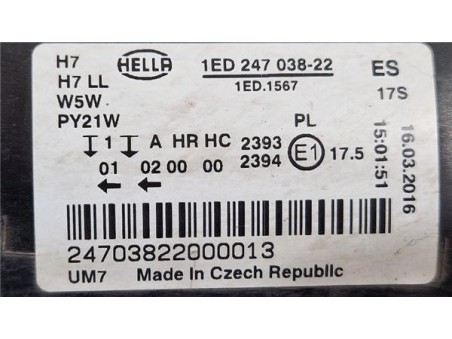 H7 HELLA 1ED 247 038-22 ES
H7 LL 1ED.1567 17S
W5W
PY21W PL
1 A HR HC 2393 E1 17.5
01 02 00 00 2394
24703822000013
UM7 Made In Czech Republic
16.03.2016
15:01:51